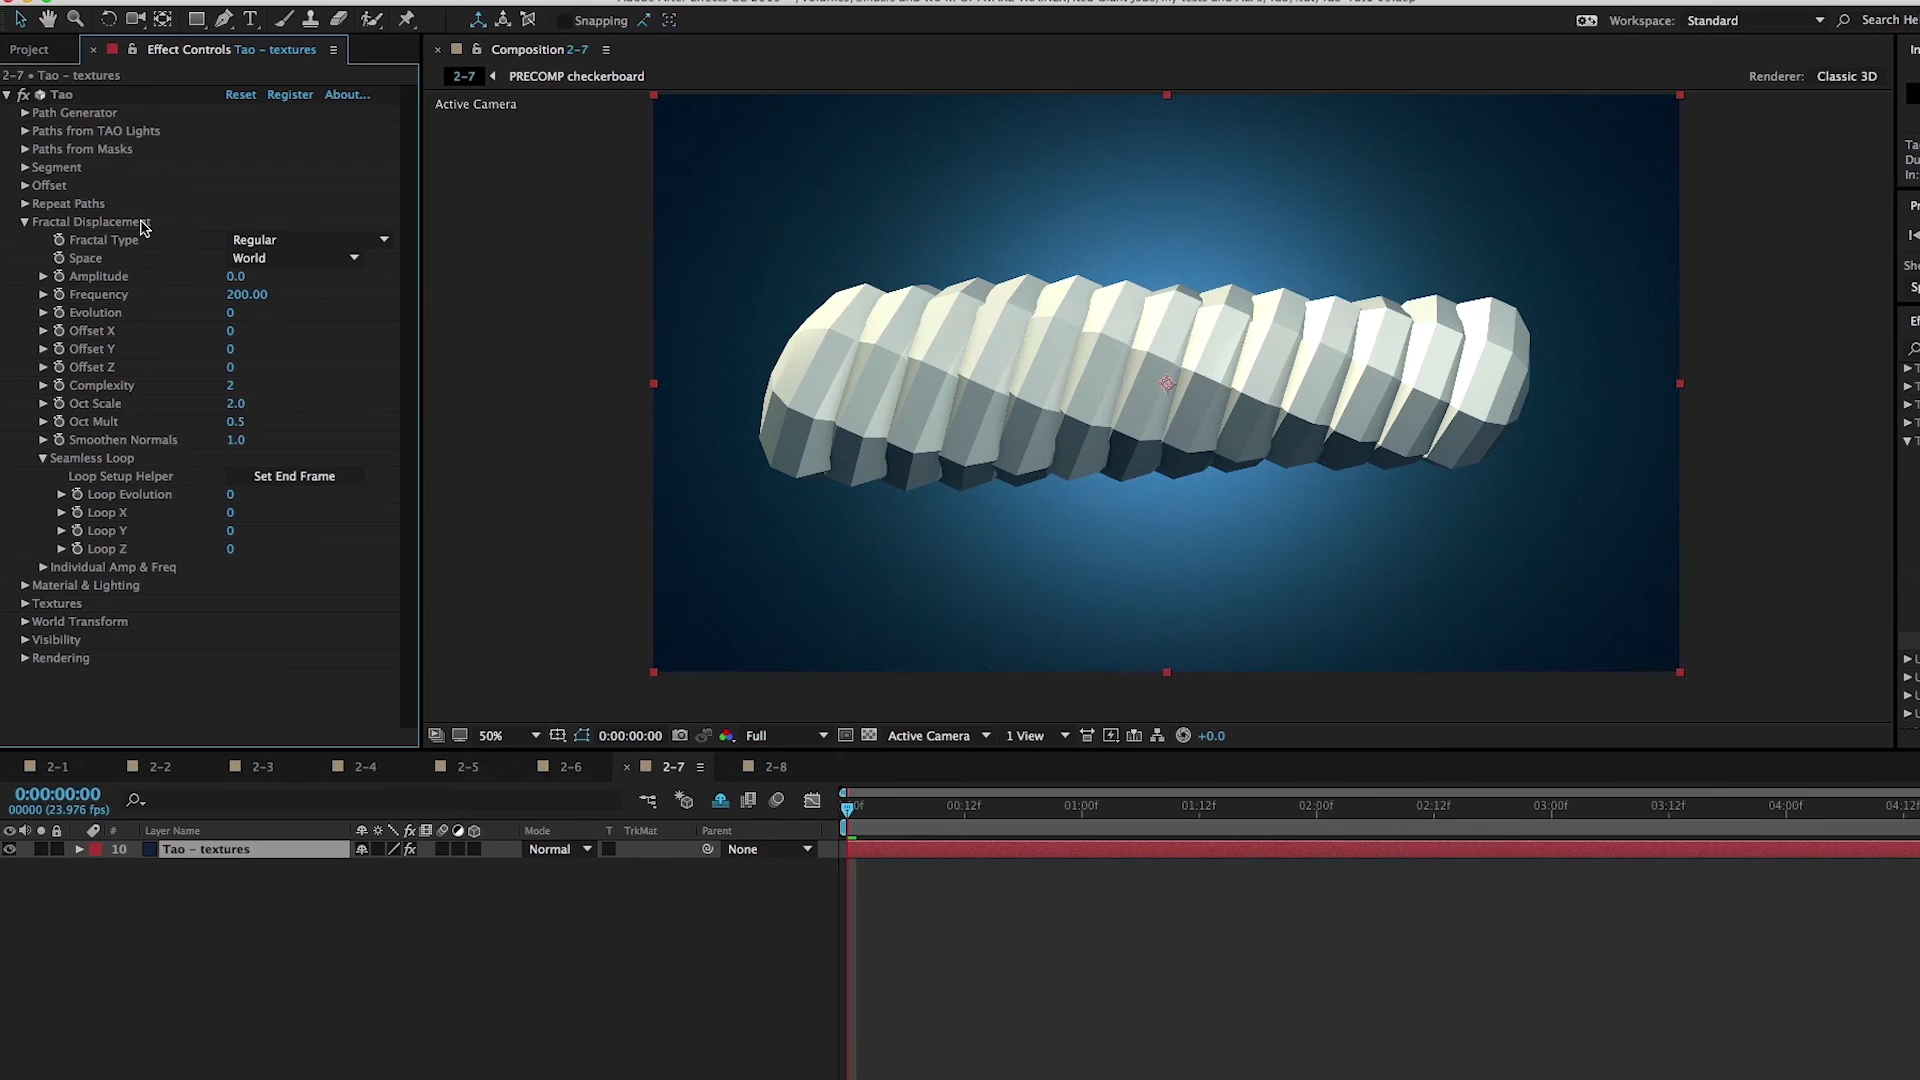 Snapping
Workspace: Standard
Search He
Project
Effect Controls Tao - textures
Composition 2-7
2-7 • Tao - textures
2-7
PRECOMP checkerboard
Renderer: Classic 3D
fx Tao Reset Register About...
Active Camera
Path Generator
Paths from TAO Lights
Paths from Masks
Segment
Offset
Repeat Paths
Fractal Displacement
Fractal Type Regular
Space World
Amplitude 0.0
Frequency 200.00
Evolution 0
Offset X 0
Offset Y 0
Offset Z 0
Complexity 2
Oct Scale 2.0
Oct Mult 0.5
Smoothen Normals 1.0
Seamless Loop
Loop Setup Helper Set End Frame
Loop Evolution 0
Loop X 0
Loop Y 0
Loop Z 0
Individual Amp & Freq
Material & Lighting
Textures
World Transform
Visibility
Rendering
50% 0:00:00:00 Full Active Camera 1 View +0.0
2-1 2-2 2-3 2-4 2-5 2-6 2-7 2-8
0:00:00:00
00000 (23.976 fps)
00:12f 01:00f 01:12f 02:00f 02:12f 03:00f 03:12f 04:00f 04:12f
# Layer Name fx Mode T TrkMat Parent
10 Tao - textures fx Normal None